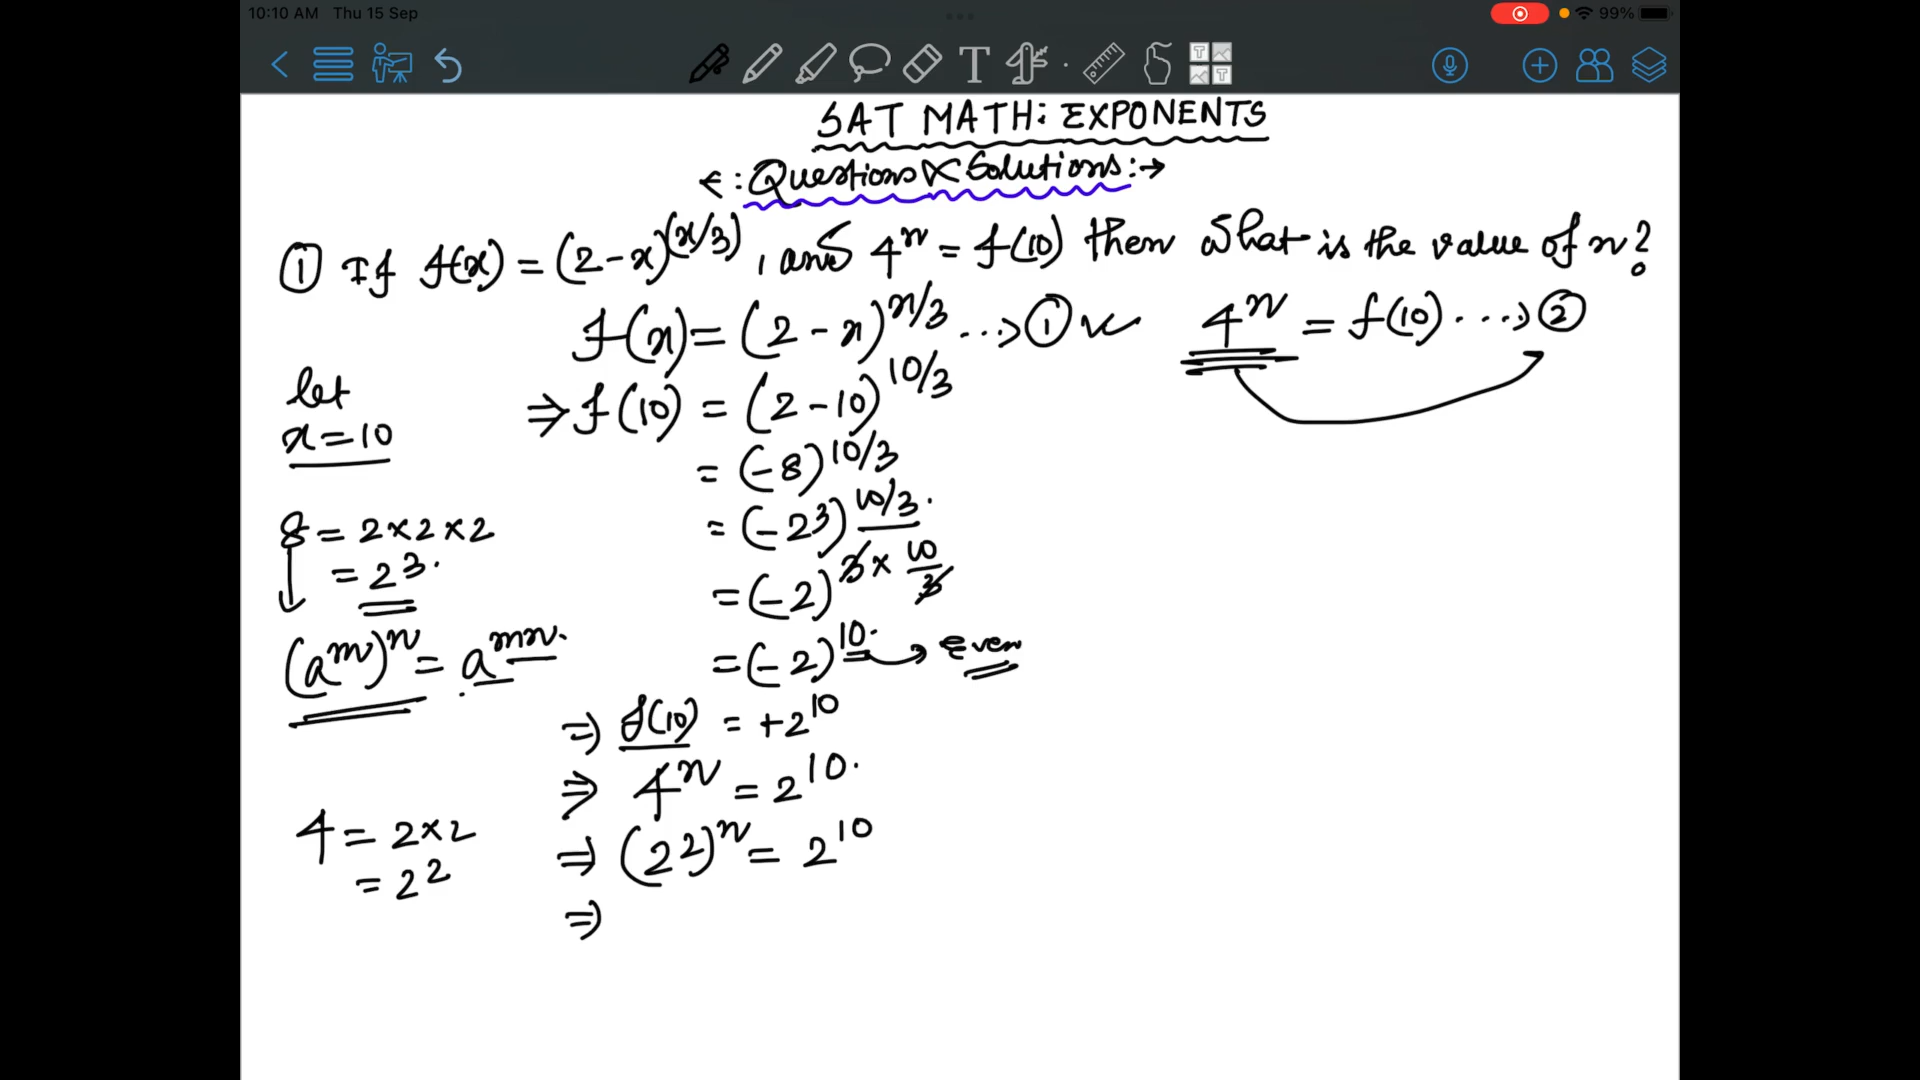 10:10 AM Thu 15 Sep
99%
SAT MATH: EXPONENTS
←: Questions & Solutions :→
① If f(x) = (2-x)^(x/3), and 4^n = f(10) then what is the value of n?
f(x) = (2-x)^x/3 ...> ① ✓
4^n = f(10) ...> ②
let
x=10
⇒ f(10) = (2-10)^10/3
= (-8)^10/3
8 = 2×2×2
= 2^3.
= (-2^3)^10/3.
= (-2)^3×10/3
(a^m)^n = a^mn.
= (-2)^10. → Even
⇒ f(10) = +2^10
⇒ 4^n = 2^10.
4 = 2×2
= 2^2
⇒ (2^2)^n = 2^10
⇒